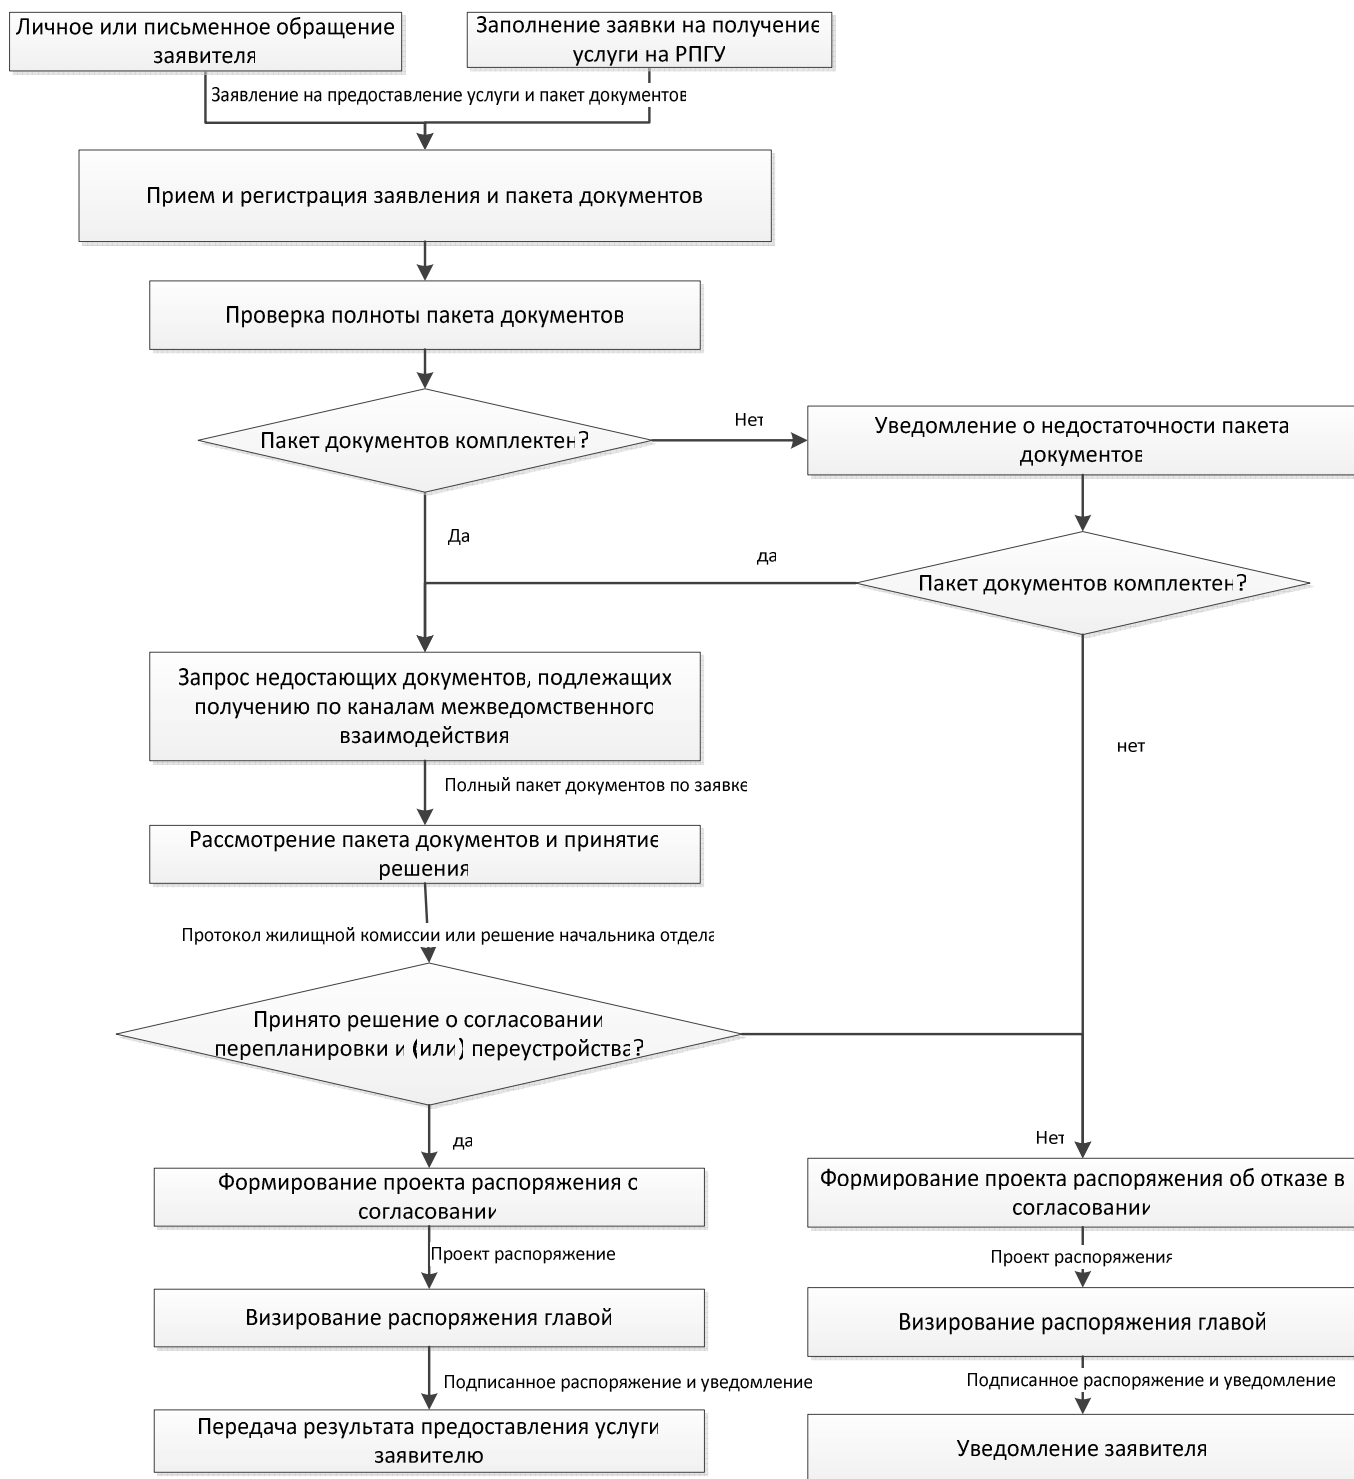 Личное или письменное обращение
заявителя
Заполнение заявки на получение
услуги на РПГУ
Заявление на предоставление услуги и пакет документов
Прием и регистрация заявления и пакета документов
Проверка полноты пакета документов
Пакет документов комплектен?
Нет
Уведомление о недостаточности пакета
документов
Да
да
Пакет документов комплектен?
Запрос недостающих документов, подлежащих
получению по каналам межведомственного
взаимодействия
нет
Полный пакет документов по заявке
Рассмотрение пакета документов и принятие
решения
Протокол жилищной комиссии или решение начальника отдела
Принято решение о согласовании
перепланировки и (или) переустройства?
да
Нет
Формирование проекта распоряжения с
согласовании
Формирование проекта распоряжения об отказе в
согласовании
Проект распоряжение
Проект распоряжения
Визирование распоряжения главой
Визирование распоряжения главой
Подписанное распоряжение и уведомление
Подписанное распоряжение и уведомление
Передача результата предоставления услуги
заявителю
Уведомление заявителя